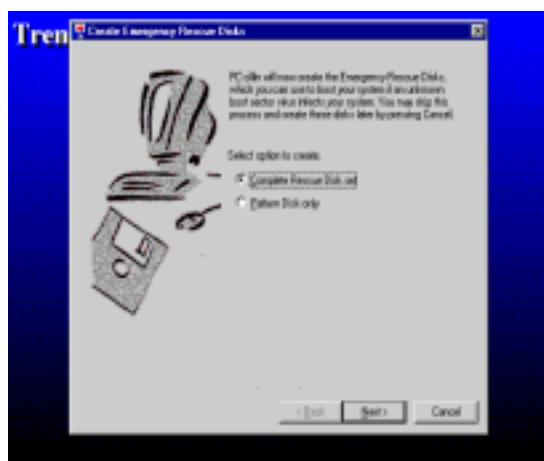 Tren
Create Emergency Rescue Disks
PC-cillin will now create the Emergency Rescue Disks,
which you can use to boot your system if an unknown
boot sector virus infects your system. You may skip this
process and create these disks later by pressing Cancel.
Select option to create.
Complete Rescue Disk set
Pattern Disk only
< Back Next > Cancel